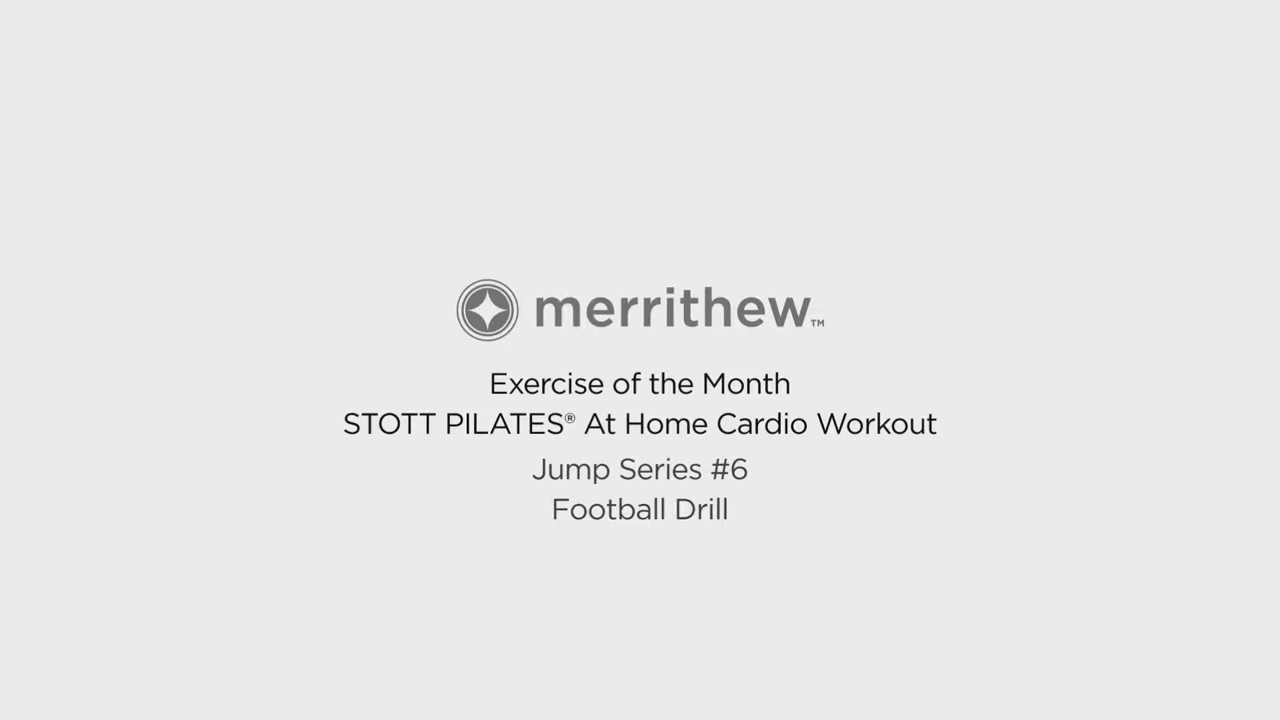 merrithew™
Exercise of the Month
STOTT PILATES® At Home Cardio Workout
Jump Series #6
Football Drill